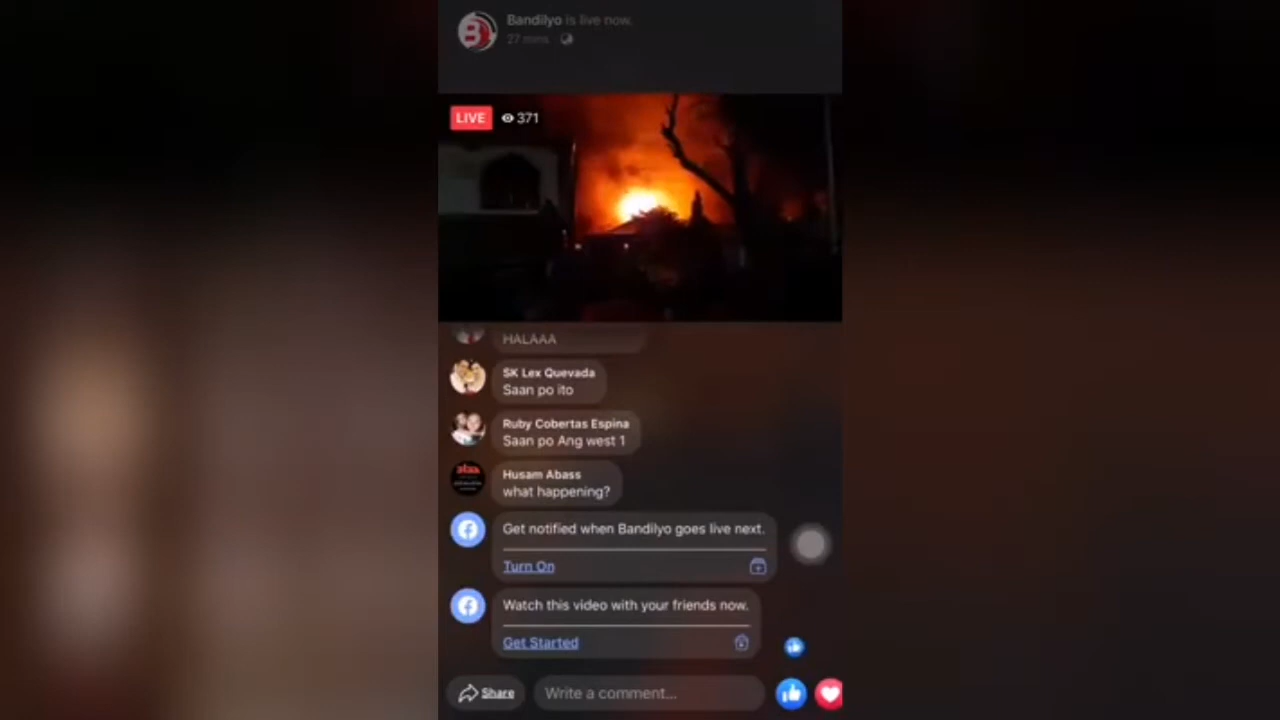 Bandilyo is live now.
27 mins
LIVE 371
HALAAA
SK Lex Quevada
Saan po ito
Ruby Cobertas Espina
Saan po Ang west 1
Husam Abass
what happening?
Get notified when Bandilyo goes live next.
Turn On
Watch this video with your friends now.
Get Started
Share
Write a comment...